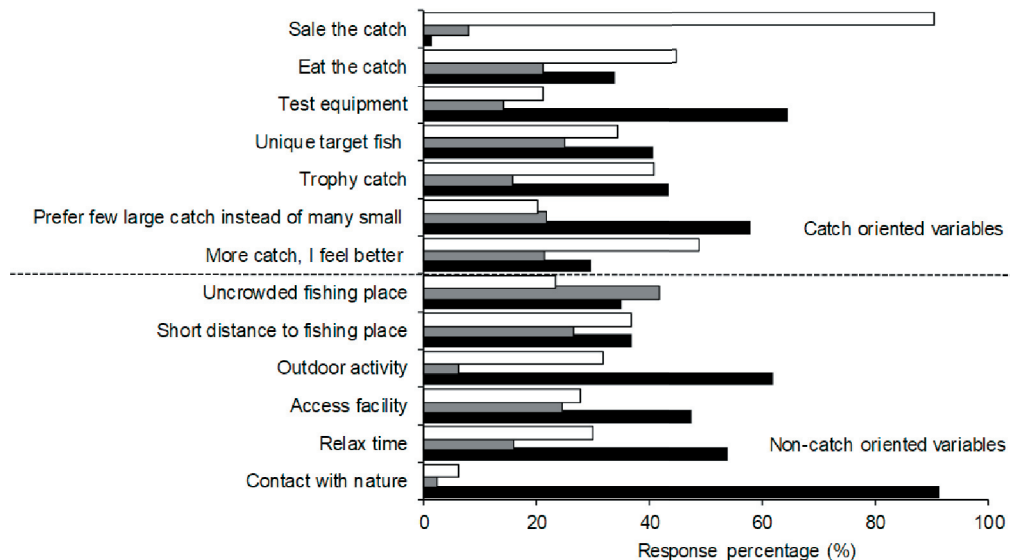 Sale the catch
Eat the catch
Test equipment
Unique target fish
Trophy catch
Prefer few large catch instead of many small
Catch oriented variables
More catch, I feel better
Uncrowded fishing place
Short distance to fishing place
Outdoor activity
Access facility
Relax time
Non-catch oriented variables
Contact with nature
0 20 40 60 80 100
Response percentage (%)